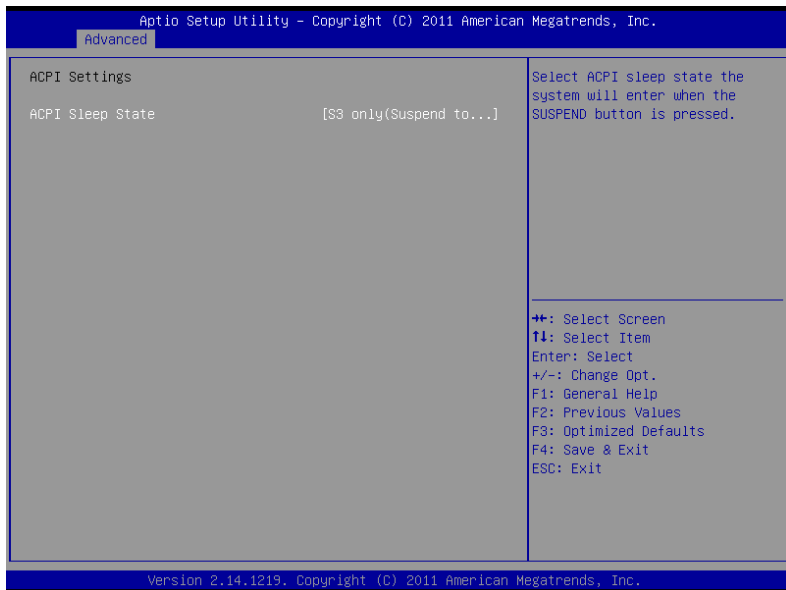 Aptio Setup Utility – Copyright (C) 2011 American Megatrends, Inc.
Advanced
ACPI Settings
ACPI Sleep State [S3 only(Suspend to...]
Select ACPI sleep state the
system will enter when the
SUSPEND button is pressed.
→←: Select Screen
↑↓: Select Item
Enter: Select
+/-: Change Opt.
F1: General Help
F2: Previous Values
F3: Optimized Defaults
F4: Save & Exit
ESC: Exit
Version 2.14.1219. Copyright (C) 2011 American Megatrends, Inc.